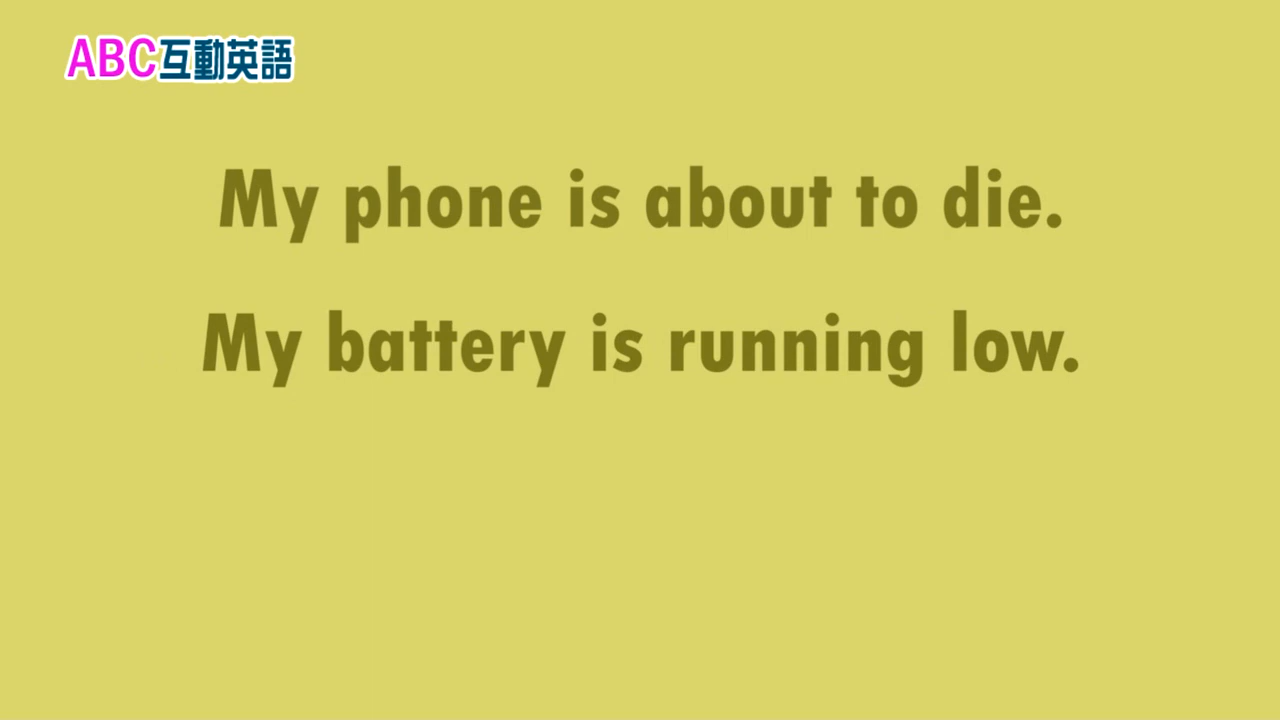 ABC互動英語
My phone is about to die.
My battery is running low.